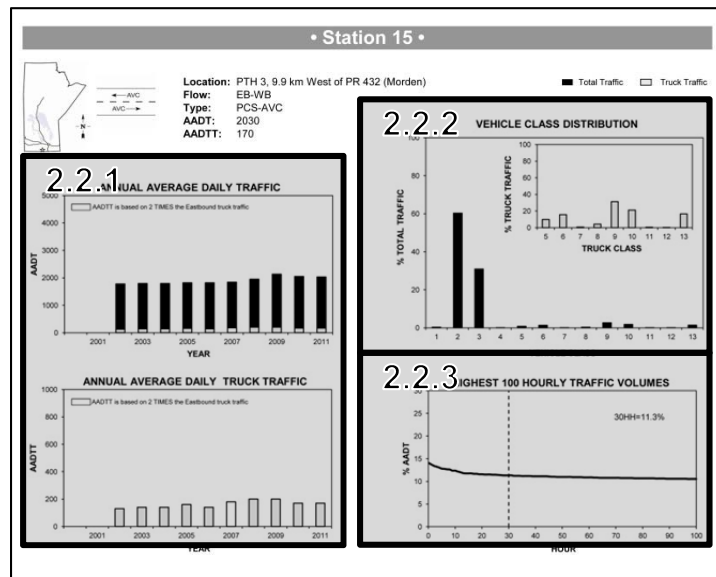 • Station 15 •
AVC
AVC
N
Location: PTH 3, 9.9 km West of PR 432 (Morden)
Flow: EB-WB
Type: PCS-AVC
AADT: 2030
AADTT: 170
Total Traffic
Truck Traffic
2.2.1
ANNUAL AVERAGE DAILY TRAFFIC
AADTT is based on 2 TIMES the Eastbound truck traffic
AADT
5000
4000
3000
2000
1000
0
2001 2003 2005 2007 2009 2011
YEAR
ANNUAL AVERAGE DAILY TRUCK TRAFFIC
AADTT is based on 2 TIMES the Eastbound truck traffic
AADTT
1000
800
600
400
200
0
2001 2003 2005 2007 2009 2011
YEAR
2.2.2
VEHICLE CLASS DISTRIBUTION
% TOTAL TRAFFIC
100
80
60
40
20
0
1 2 3 4 5 6 7 8 9 10 11 12 13
% TRUCK TRAFFIC
100
80
60
40
20
0
5 6 7 8 9 10 11 12 13
TRUCK CLASS
2.2.3
HIGHEST 100 HOURLY TRAFFIC VOLUMES
30HH=11.3%
% AADT
30
25
20
15
10
5
0
0 10 20 30 40 50 60 70 80 90 100
HOUR